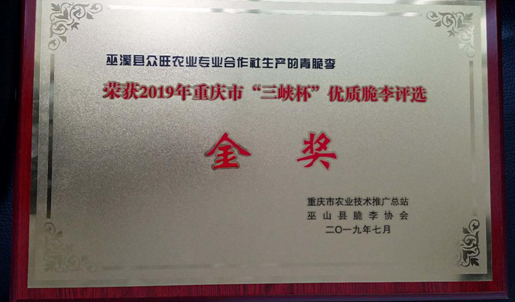 巫溪县众旺农业专业合作社生产的青脆李
荣获2019年重庆市“三峡杯”优质脆李评选
金奖
重庆市农业技术推广总站
巫山县脆李协会
二〇一九年七月